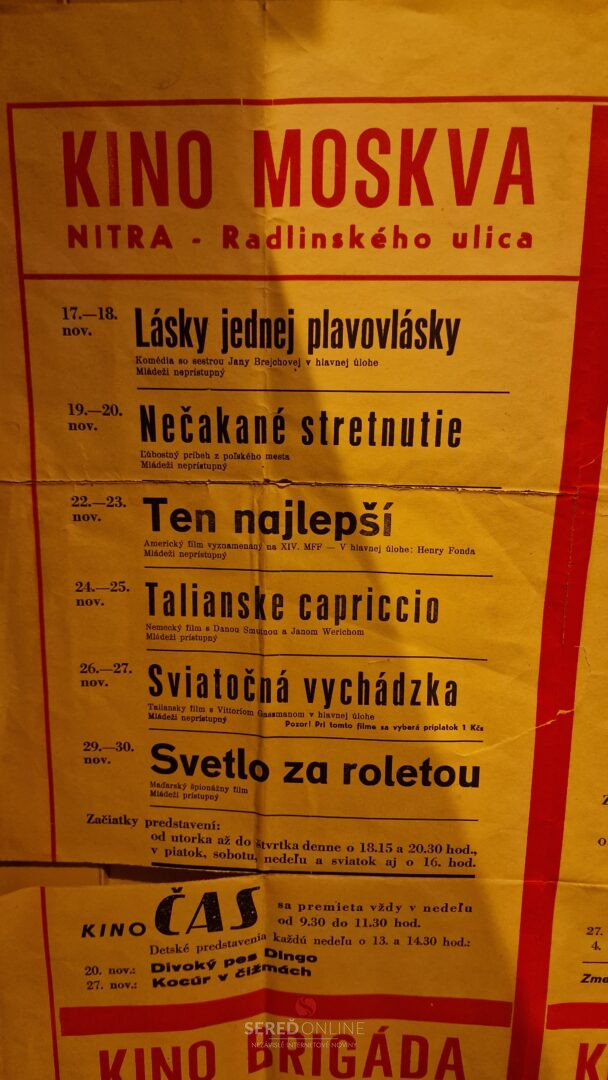 KINO MOSKVA
NITRA - Radlinského ulica
17.—18. nov.
Lásky jednej plavovlásky
Komédia so sestrou Jany Brejchovej v hlavnej úlohe
Mládeži neprístupný
19.—20. nov.
Nečakané stretnutie
Ľúbostný príbeh z poľského mesta
Mládeži neprístupný
22.—23. nov.
Ten najlepší
Americký film vyznamenaný na XIV. MFF — V hlavnej úlohe: Henry Fonda
Mládeži neprístupný
24.—25. nov.
Talianske capriccio
Nemecký film s Danou Smutnou a Janom Werichom
Mládeži prístupný
26.—27. nov.
Sviatočná vychádzka
Taliansky film s Vittoriom Gassmanom v hlavnej úlohe
Mládeži neprístupný
Pozor! Pri tomto filme sa vyberá príplatok 1 Kčs
29.—30. nov.
Svetlo za roletou
Maďarský špionážny film
Mládeži prístupný
Začiatky predstavení:
od utorka až do štvrtka denne o 18.15 a 20.30 hod.,
v piatok, sobotu, nedeľu a sviatok aj o 16. hod.
KINO ČAS
sa premieta vždy v nedeľu
od 9.30 do 11.30 hod.
Detské predstavenia každú nedeľu o 13. a 14.30 hod.:
20. nov.: Divoký pes Dingo
27. nov.: Kocúr v čižmách
KINO BRIGÁDA
SEREĎONLINE
NEZÁVISLÉ INTERNETOVÉ NOVINY
27.
4.